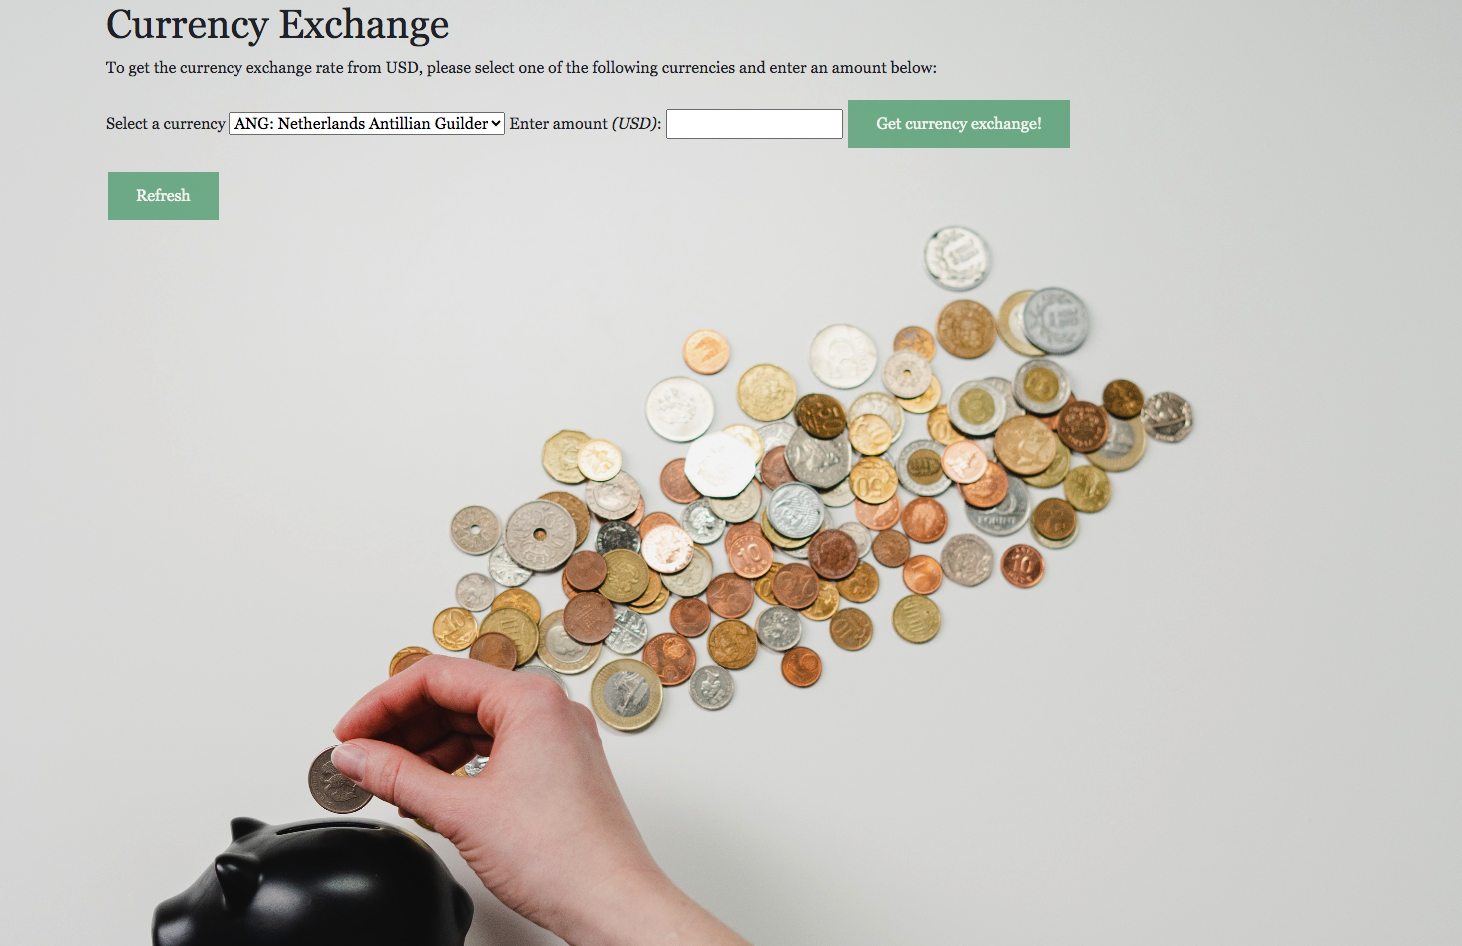 Currency Exchange
To get the currency exchange rate from USD, please select one of the following currencies and enter an amount below:
Select a currency ANG: Netherlands Antillian Guilder Enter amount (USD): Get currency exchange!
Refresh